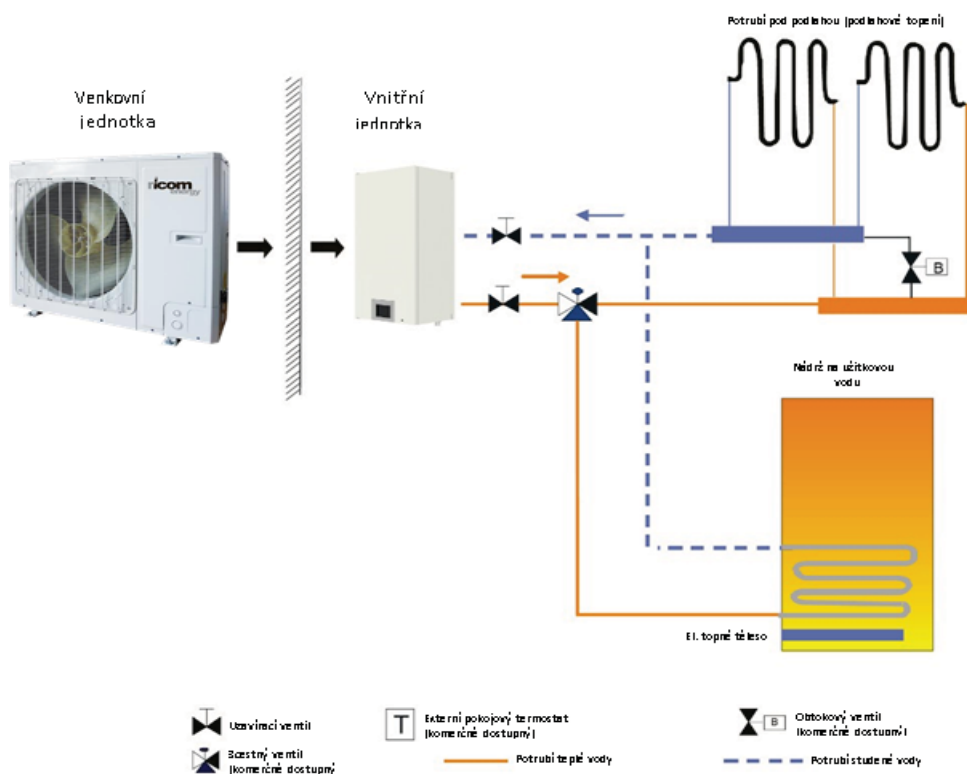 Potrubí pod podlahou (podlahové topení)
Venkovní
jednotka
Vnitřní
jednotka
ricom
energy
B
Nádrž na užitkovou
vodu
El. topné těleso
Uzavírací ventil
T
Externí pokojový termostat
(komerčně dostupný)
B
Obtokový ventil
(komerčně dostupný)
3cestný ventil
(komerčně dostupný
Potrubí teplé vody
Potrubí studené vody